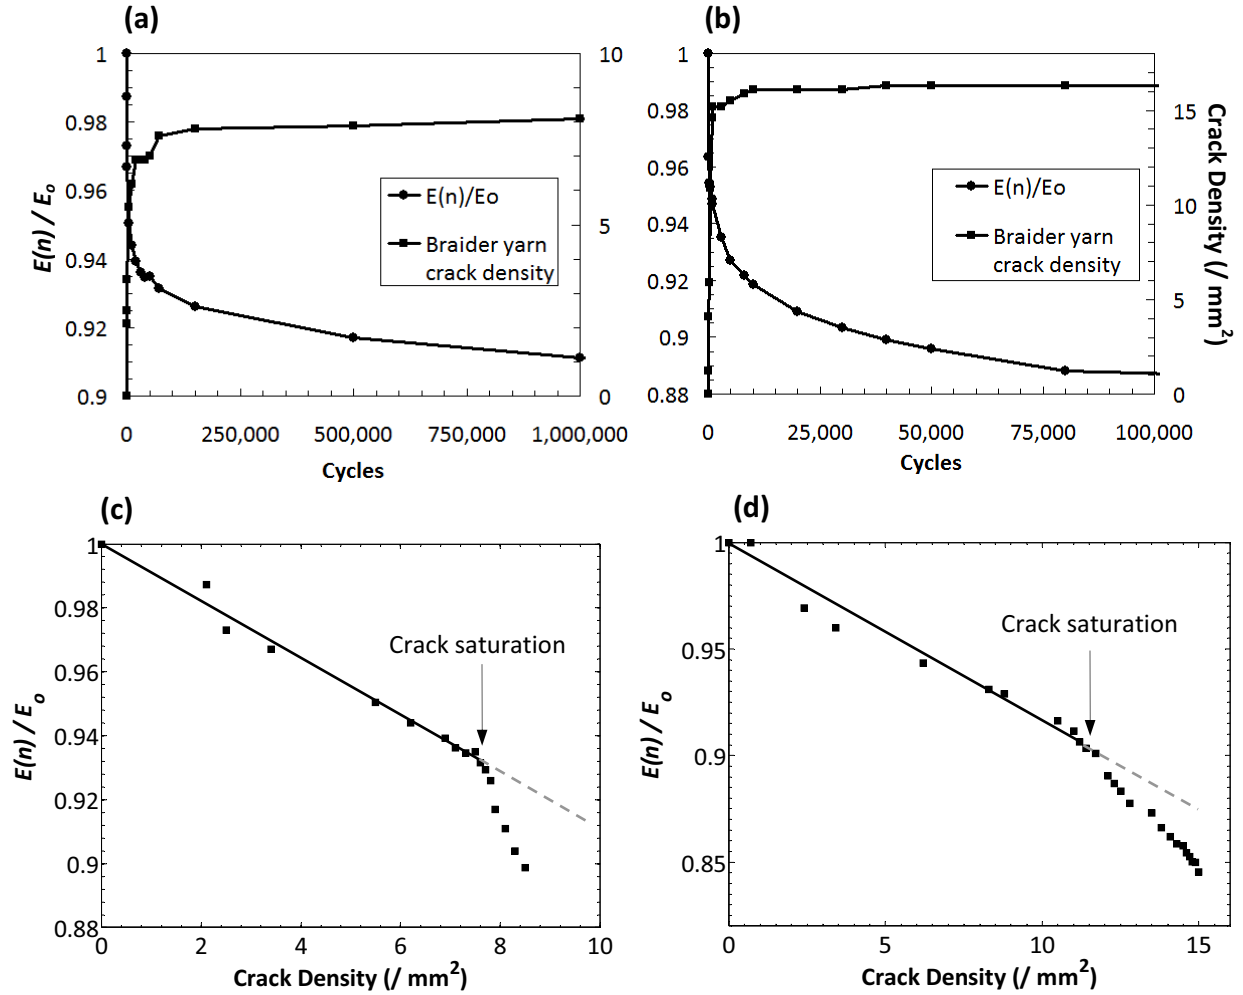 (a)
1
0.98
0.96
0.94
0.92
0.9
E(n) / Eo
10
5
0
E(n)/Eo
Braider yarn
crack density
0
250,000
500,000
750,000
1,000,000
Cycles
(b)
1
0.98
0.96
0.94
0.92
0.9
0.88
15
10
5
0
Crack Density (/ mm2)
E(n)/Eo
Braider yarn
crack density
0
25,000
50,000
75,000
100,000
Cycles
(c)
1
0.98
0.96
0.94
0.92
0.9
0.88
E(n) / Eo
Crack saturation
0
2
4
6
8
10
Crack Density (/ mm2)
(d)
1
0.95
0.9
0.85
E(n) / Eo
Crack saturation
0
5
10
15
Crack Density (/ mm2)